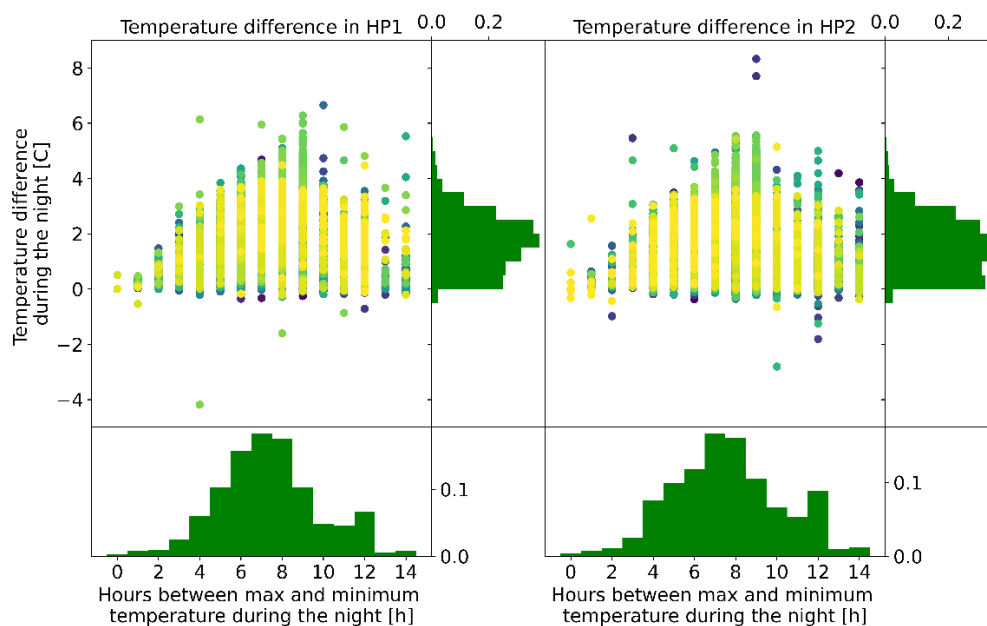 0.0 0.2 0.0 0.2
Temperature difference in HP1 Temperature difference in HP2
8
6
4
2
0
−2
−4
Temperature difference
during the night [C]
0.1 0.1
0.0 0.0
0 2 4 6 8 10 12 14 0 2 4 6 8 10 12 14
Hours between max and minimum Hours between max and minimum
temperature during the night [h] temperature during the night [h]